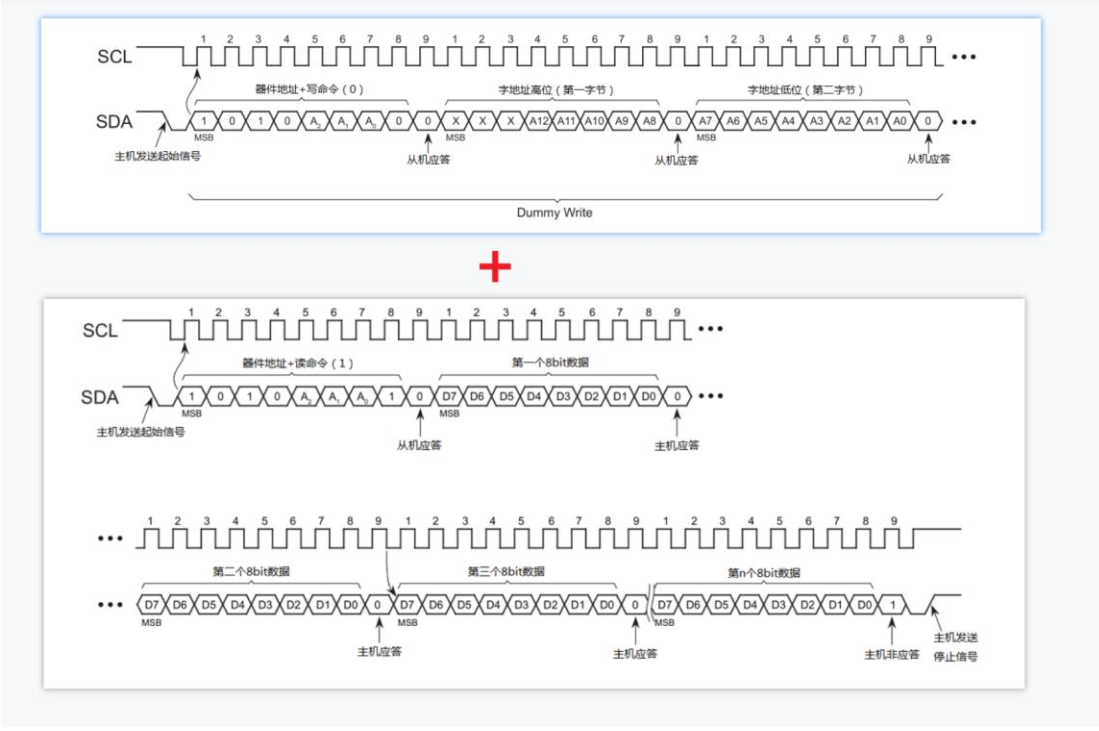 1 2 3 4 5 6 7 8 9 1 2 3 4 5 6 7 8 9 1 2 3 4 5 6 7 8 9
SCL •••
器件地址+写命令（0） 字地址高位（第一字节） 字地址低位（第二字节）
SDA 1 0 1 0 A₂ A₁ A₀ 0 0 X X X A12 A11 A10 A9 A8 0 A7 A6 A5 A4 A3 A2 A1 A0 0 •••
MSB MSB MSB
主机发送起始信号 从机应答 从机应答 从机应答
Dummy Write
+
1 2 3 4 5 6 7 8 9 1 2 3 4 5 6 7 8 9
SCL •••
器件地址+读命令（1） 第一个8bit数据
SDA 1 0 1 0 A₂ A₁ A₀ 1 0 D7 D6 D5 D4 D3 D2 D1 D0 0 •••
MSB MSB
主机发送起始信号 从机应答 主机应答
1 2 3 4 5 6 7 8 9 1 2 3 4 5 6 7 8 9 1 2 3 4 5 6 7 8 9
•••
第二个8bit数据 第三个8bit数据 第n个8bit数据
••• D7 D6 D5 D4 D3 D2 D1 D0 0 D7 D6 D5 D4 D3 D2 D1 D0 0 D7 D6 D5 D4 D3 D2 D1 D0 1
MSB MSB MSB
主机应答 主机应答 主机非应答 主机发送
停止信号